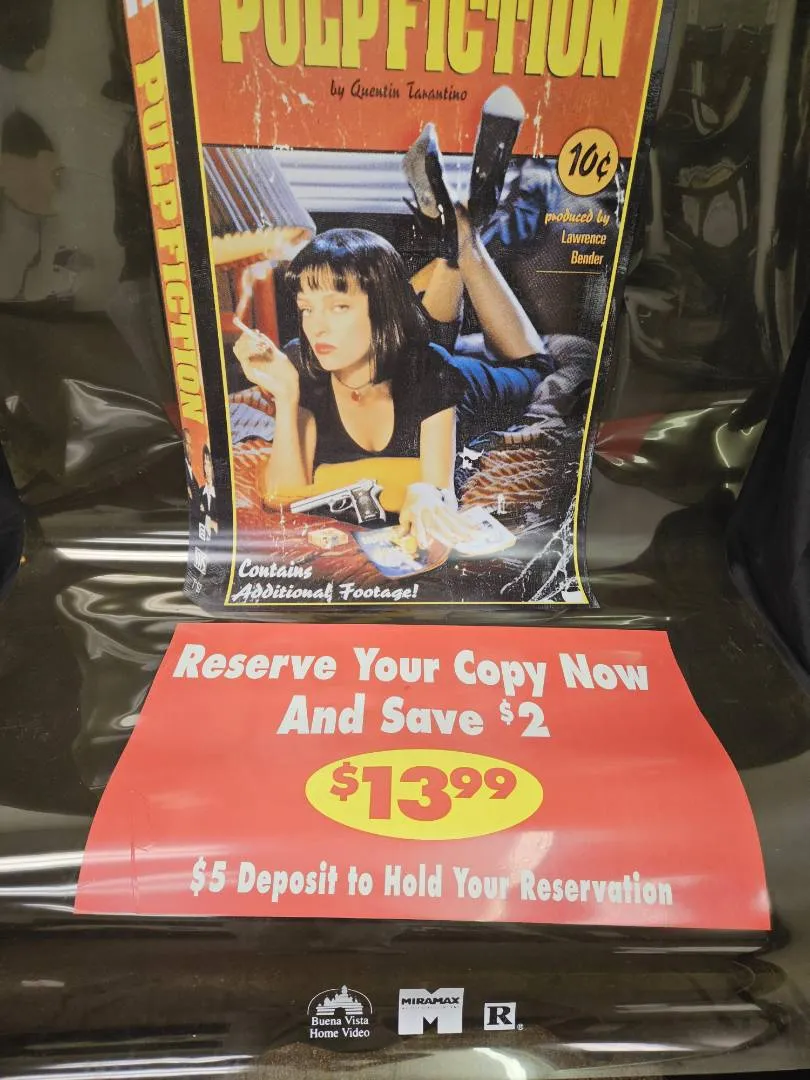 PULP FICTION
by Quentin Tarantino
PULP FICTION
10¢
produced by
Lawrence
Bender
Contains
Additional Footage!
Reserve Your Copy Now
And Save $2
$13.99
$5 Deposit to Hold Your Reservation
Buena Vista
Home Video
MIRAMAX
R